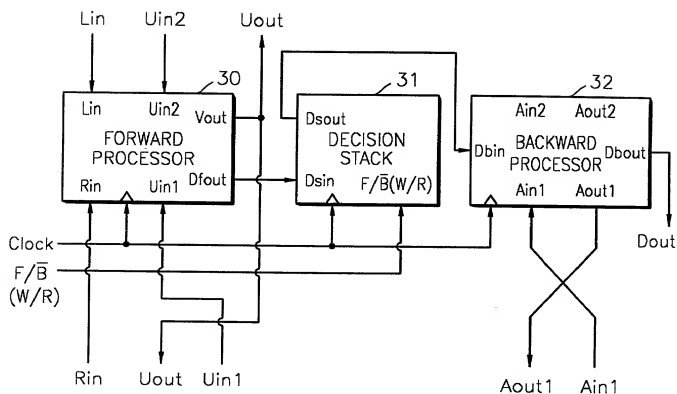 Lin
Uin2
Uout
30
31
32
Lin
Uin2
Vout
FORWARD
PROCESSOR
Dfout
Rin
Uin1
Dsout
DECISION
STACK
Dsin
F/B̅(W/R)
Ain2
Aout2
Dbin
BACKWARD
PROCESSOR
Dbout
Ain1
Aout1
Clock
F/B̅
(W/R)
Dout
Rin
Uout
Uin1
Aout1
Ain1